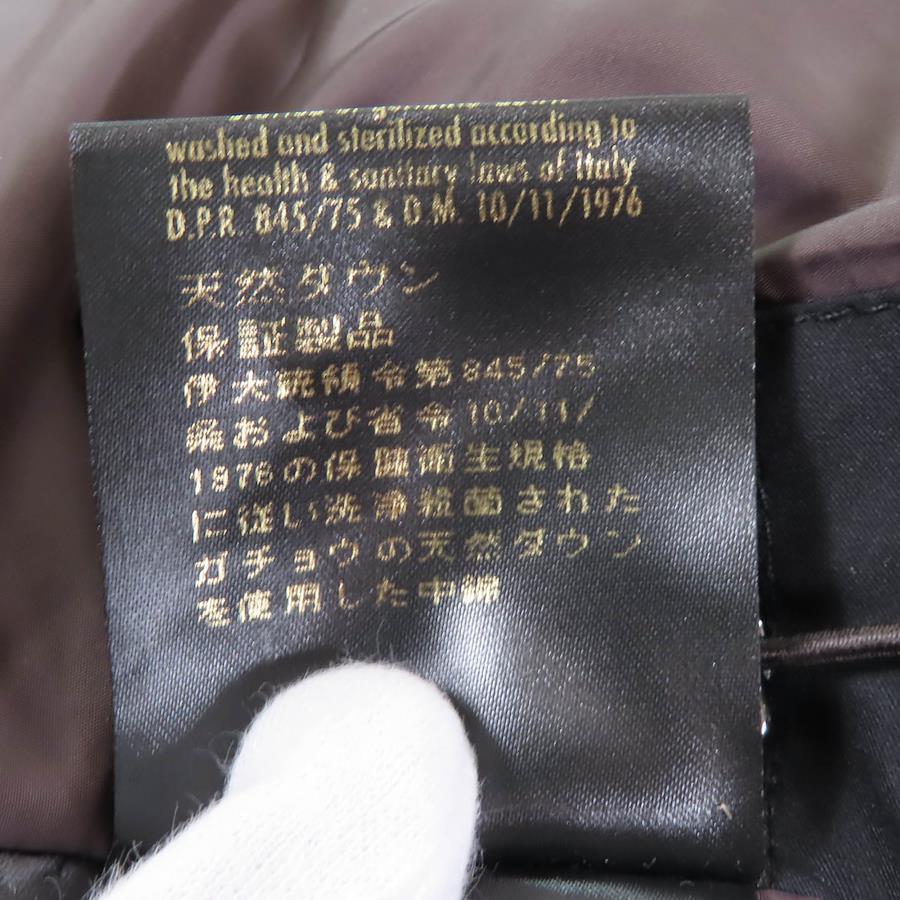 washed and sterilized according to
the health & sanitary laws of Italy
D.P.R. 845/75 & D.M. 10/11/1976
天然ダウン
保証製品
伊大統領令第845/75
条および省令10/11/
1976の保健衛生規格
に従い洗浄殺菌された
ガチョウの天然ダウン
を使用した中綿